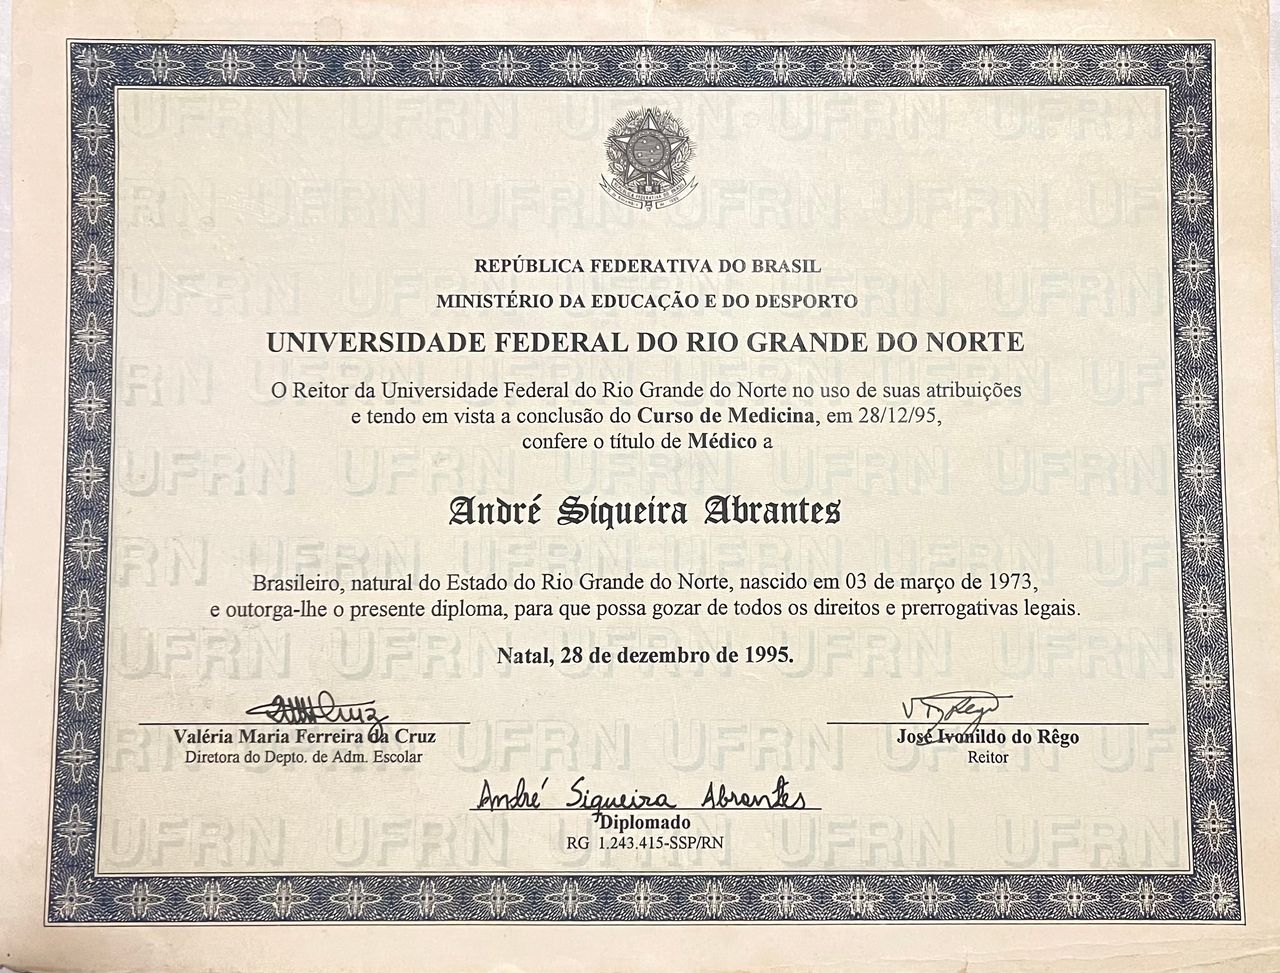 REPÚBLICA FEDERATIVA DO BRASIL
MINISTÉRIO DA EDUCAÇÃO E DO DESPORTO
UNIVERSIDADE FEDERAL DO RIO GRANDE DO NORTE
O Reitor da Universidade Federal do Rio Grande do Norte no uso de suas atribuições
e tendo em vista a conclusão do Curso de Medicina, em 28/12/95,
confere o título de Médico a
André Siqueira Abrantes
Brasileiro, natural do Estado do Rio Grande do Norte, nascido em 03 de março de 1973,
e outorga-lhe o presente diploma, para que possa gozar de todos os direitos e prerrogativas legais.
Natal, 28 de dezembro de 1995.
Valéria Maria Ferreira da Cruz
Diretora do Depto. de Adm. Escolar
José Ivonildo do Rêgo
Reitor
André Siqueira Abrantes
Diplomado
RG 1.243.415-SSP/RN